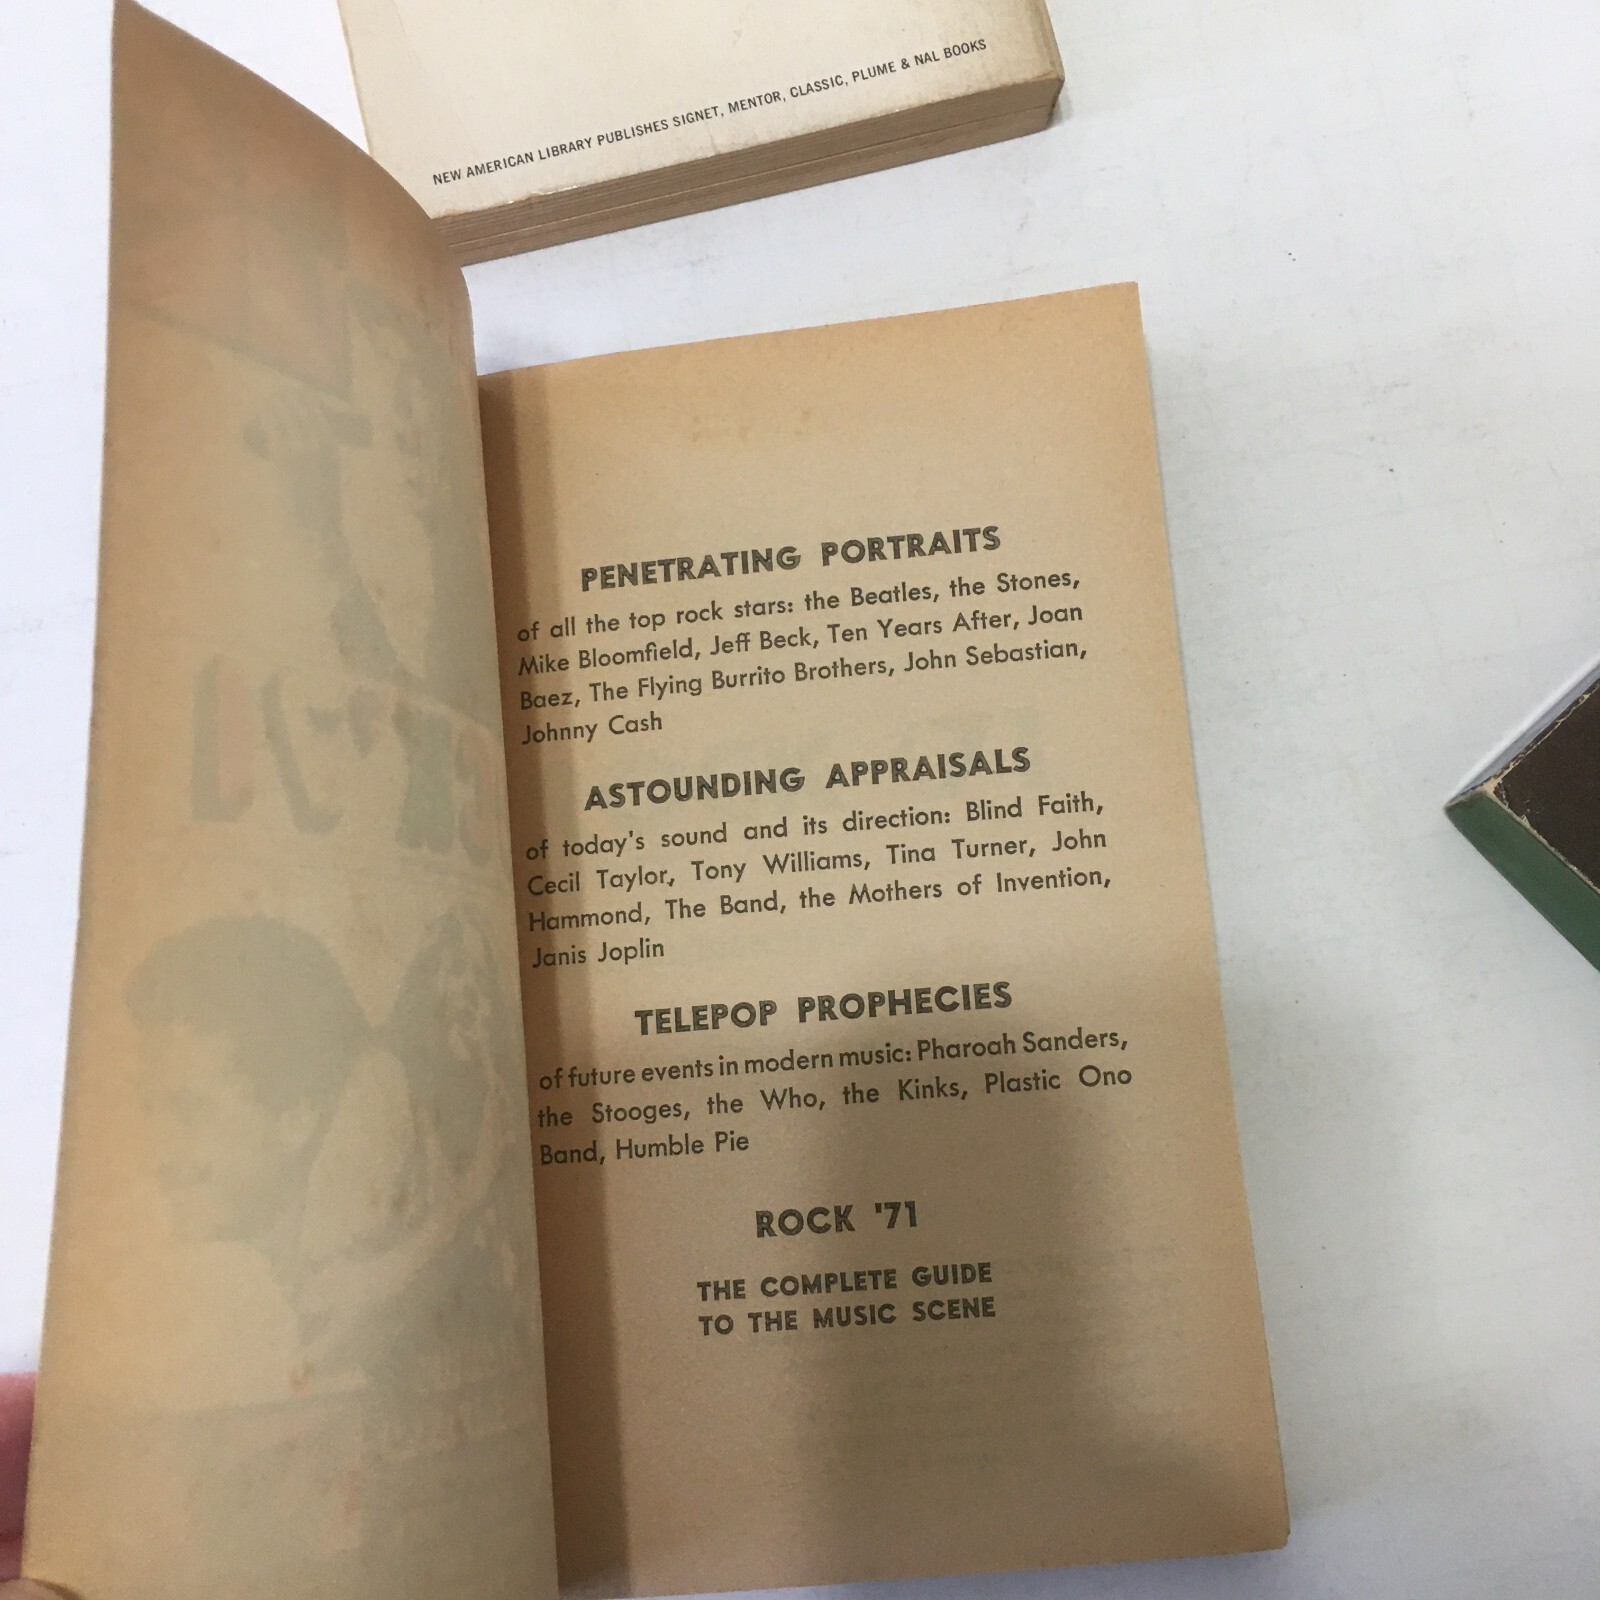 NEW AMERICAN LIBRARY PUBLISHES SIGNET, MENTOR, CLASSIC, PLUME & NAL BOOKS
PENETRATING PORTRAITS
of all the top rock stars: the Beatles, the Stones,
Mike Bloomfield, Jeff Beck, Ten Years After, Joan
Baez, The Flying Burrito Brothers, John Sebastian,
Johnny Cash
ASTOUNDING APPRAISALS
of today's sound and its direction: Blind Faith,
Cecil Taylor, Tony Williams, Tina Turner, John
Hammond, The Band, the Mothers of Invention,
Janis Joplin
TELEPOP PROPHECIES
of future events in modern music: Pharoah Sanders,
the Stooges, the Who, the Kinks, Plastic Ono
Band, Humble Pie
ROCK '71
THE COMPLETE GUIDE
TO THE MUSIC SCENE